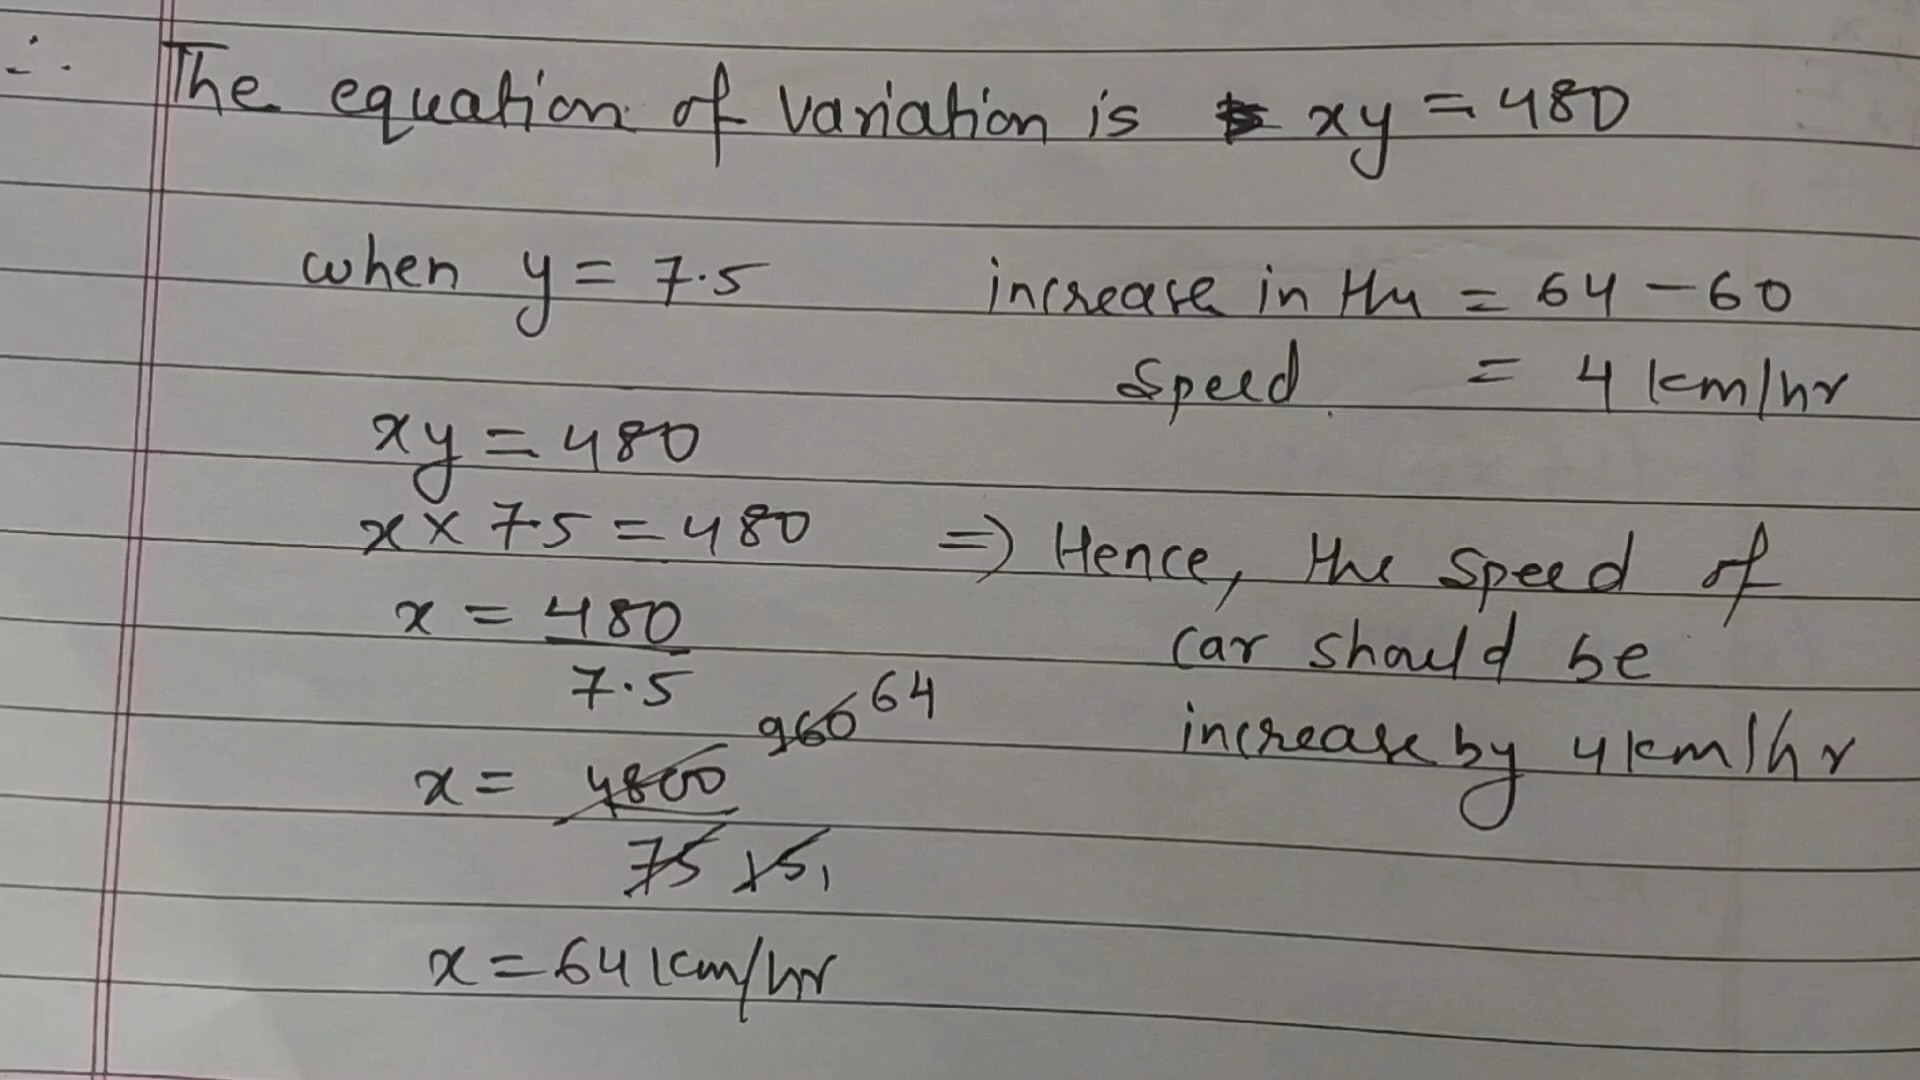 ∴ The equation of variation is xy = 480
when y = 7.5
xy = 480
x × 7.5 = 480
x = 480
7.5
x = 4800 960 64
75 15 1
x = 64 km/hr
increase in the = 64 - 60
speed = 4 km/hr
=> Hence, the speed of
car should be
increase by 4 km/hr